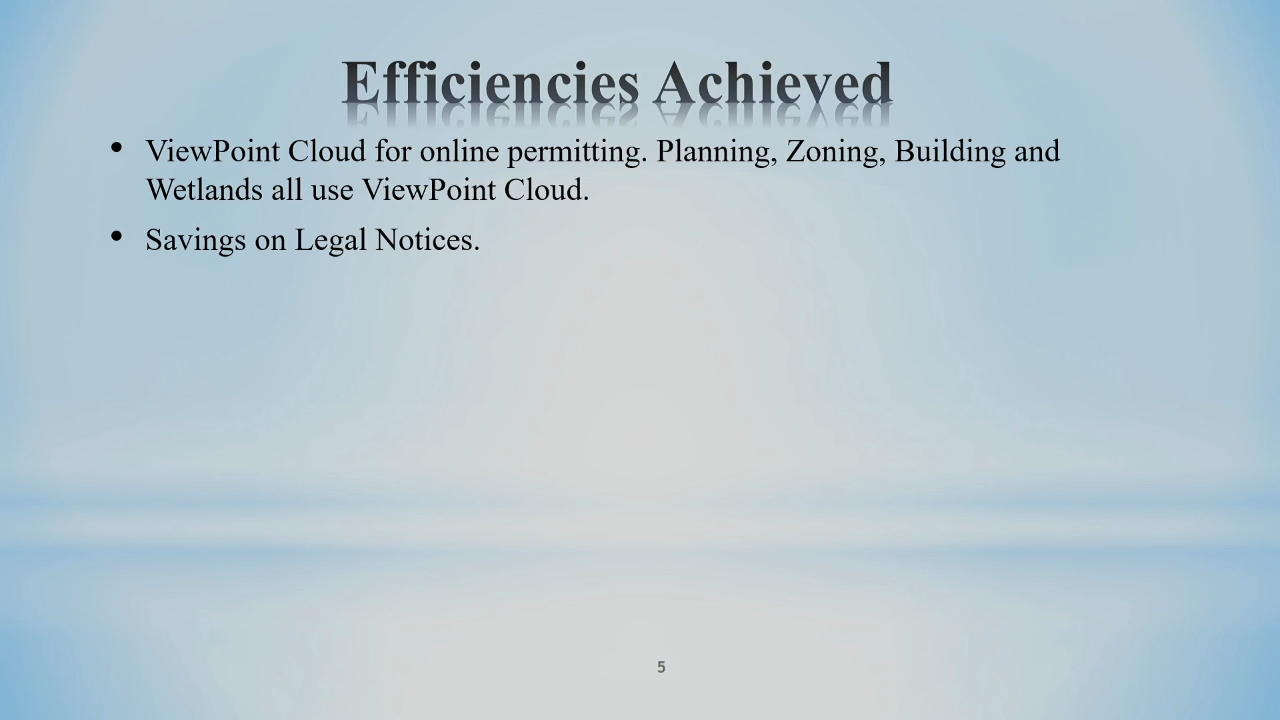 Efficiencies Achieved
• ViewPoint Cloud for online permitting. Planning, Zoning, Building and
Wetlands all use ViewPoint Cloud.
• Savings on Legal Notices.
5